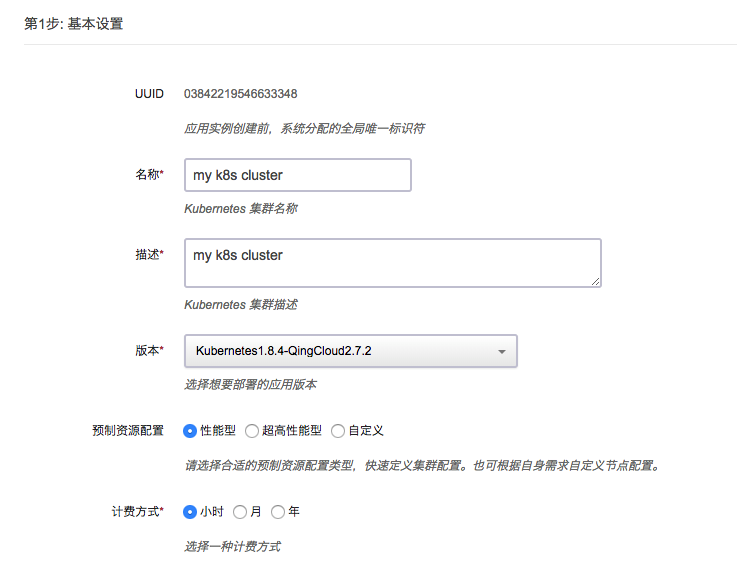 第1步: 基本设置
UUID 03842219546633348
应用实例创建前，系统分配的全局唯一标识符
名称* my k8s cluster
Kubernetes 集群名称
描述* my k8s cluster
Kubernetes 集群描述
版本* Kubernetes1.8.4-QingCloud2.7.2
选择想要部署的应用版本
预制资源配置 性能型 超高性能型 自定义
请选择合适的预制资源配置类型，快速定义集群配置。也可根据自身需求自定义节点配置。
计费方式* 小时 月 年
选择一种计费方式